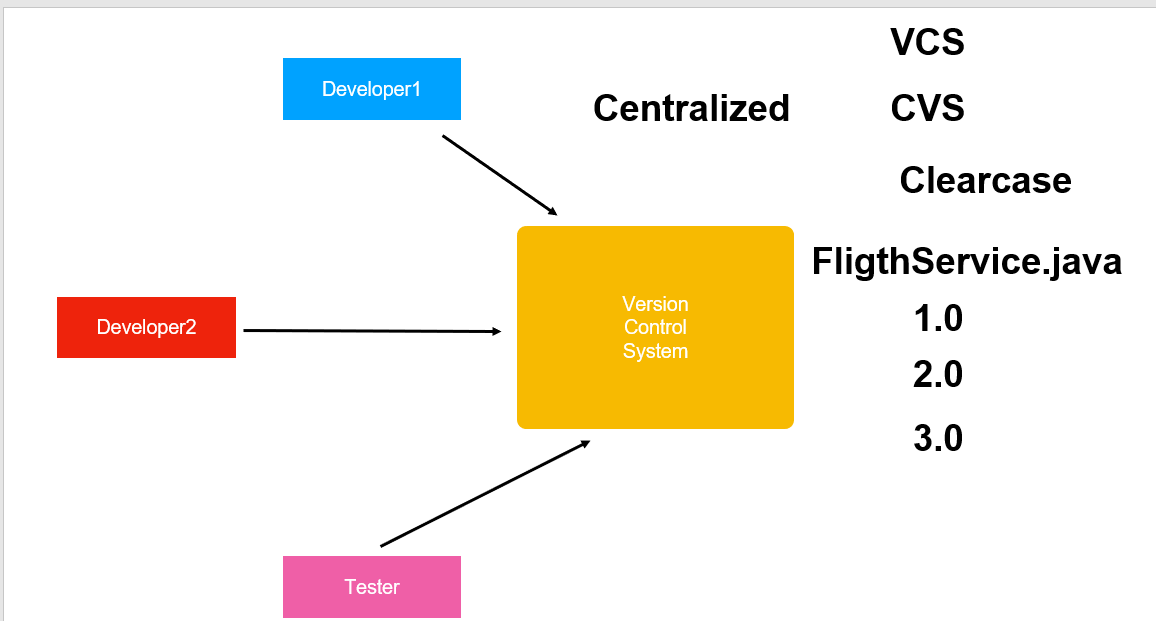 VCS
Developer1
Centralized
CVS
Clearcase
FligthService.java
Version
Control
System
1.0
Developer2
2.0
3.0
Tester